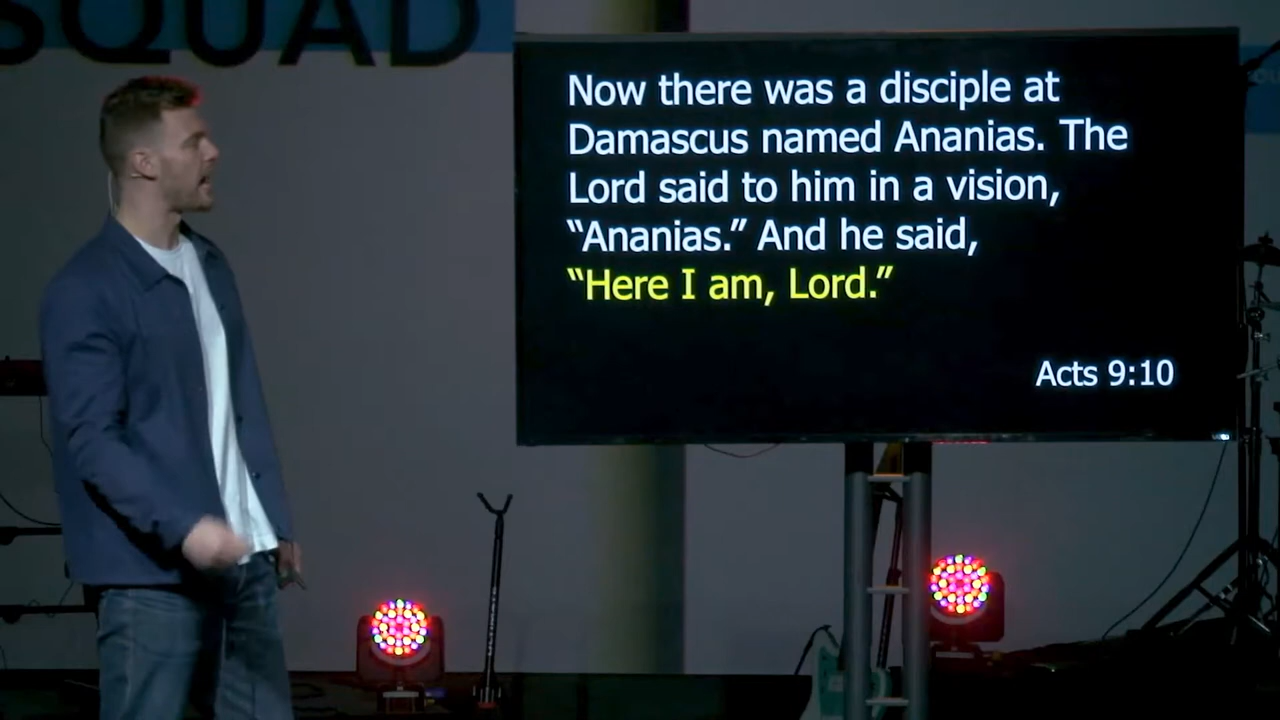 SQUAD
Now there was a disciple at
Damascus named Ananias. The
Lord said to him in a vision,
“Ananias.” And he said,
“Here I am, Lord.”
Acts 9:10